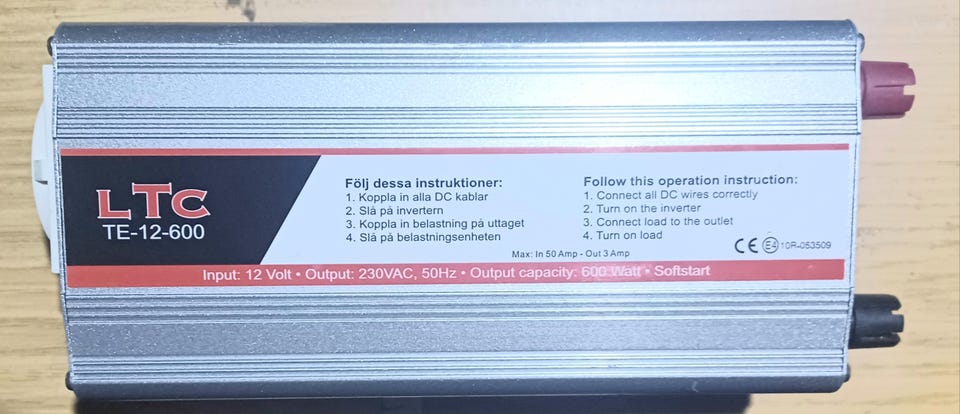 LTC
TE-12-600
Följ dessa instruktioner:
1. Koppla in alla DC kablar
2. Slå på invertern
3. Koppla in belastning på uttaget
4. Slå på belastningsenheten
Follow this operation instruction:
1. Connect all DC wires correctly
2. Turn on the inverter
3. Connect load to the outlet
4. Turn on load
Max: In 50 Amp - Out 3 Amp
CE E4 10R-053509
Input: 12 Volt • Output: 230VAC, 50Hz • Output capacity: 600 Watt • Softstart